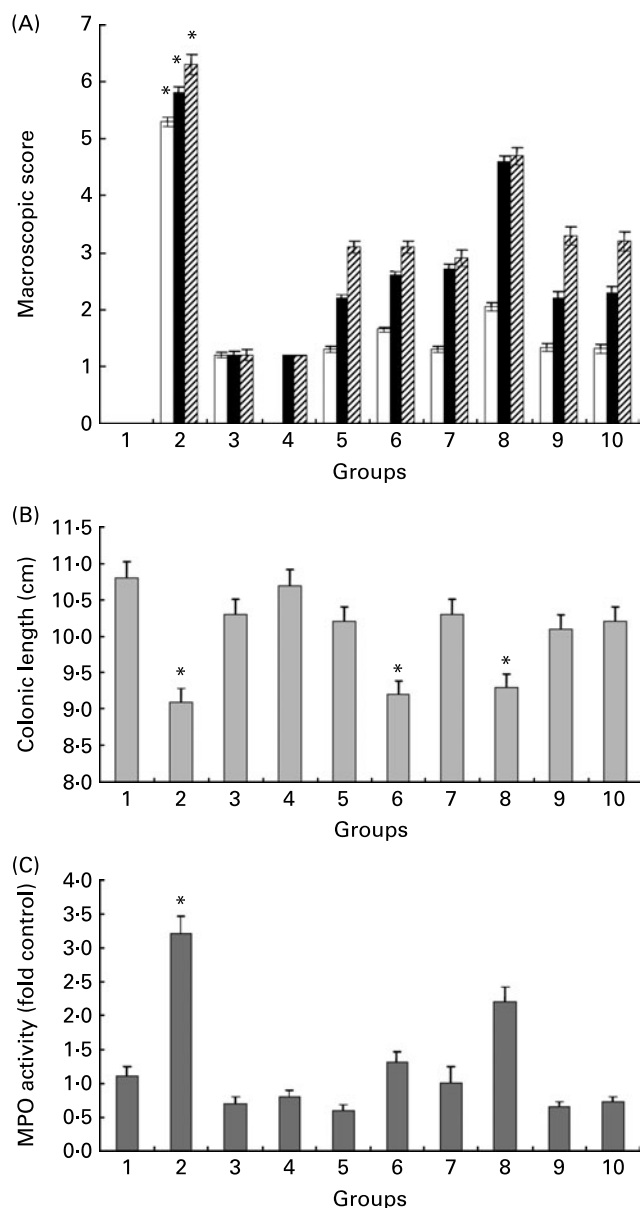 (A)
7
6
5
4
3
2
1
0
Macroscopic score
* * *
1 2 3 4 5 6 7 8 9 10
Groups
(B)
11·5
11·0
10·5
10·0
9·5
9·0
8·5
8·0
Colonic length (cm)
* * *
1 2 3 4 5 6 7 8 9 10
Groups
(C)
4·0
3·5
3·0
2·5
2·0
1·5
1·0
0·5
0·0
MPO activity (fold control)
*
1 2 3 4 5 6 7 8 9 10
Groups